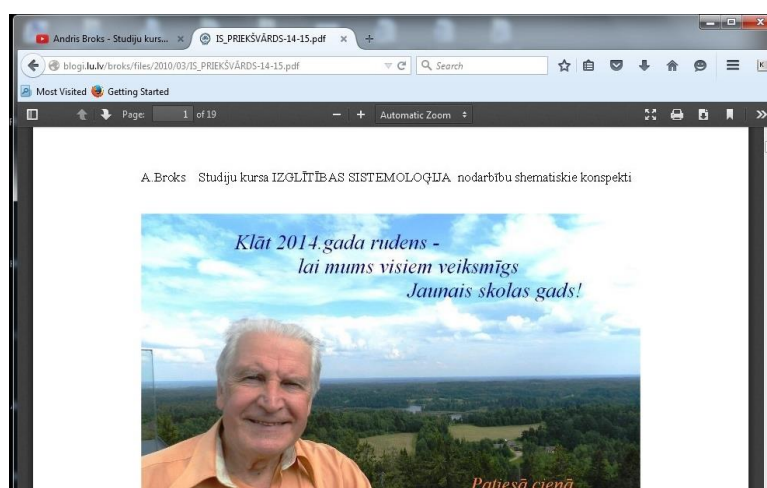 Andris Broks - Studiju kurs...
IS_PRIEKŠVĀRDS-14-15.pdf
blogi.lu.lv/broks/files/2010/03/IS_PRIEKŠVĀRDS-14-15.pdf
Search
Most Visited
Getting Started
Page:
1
of 19
Automatic Zoom
A.Broks Studiju kursa IZGLĪTĪBAS SISTEMOLOĢIJA nodarbību shematiskie konspekti
Klāt 2014.gada rudens -
lai mums visiem veiksmīgs
Jaunais skolas gads!
Patiesā cieņā